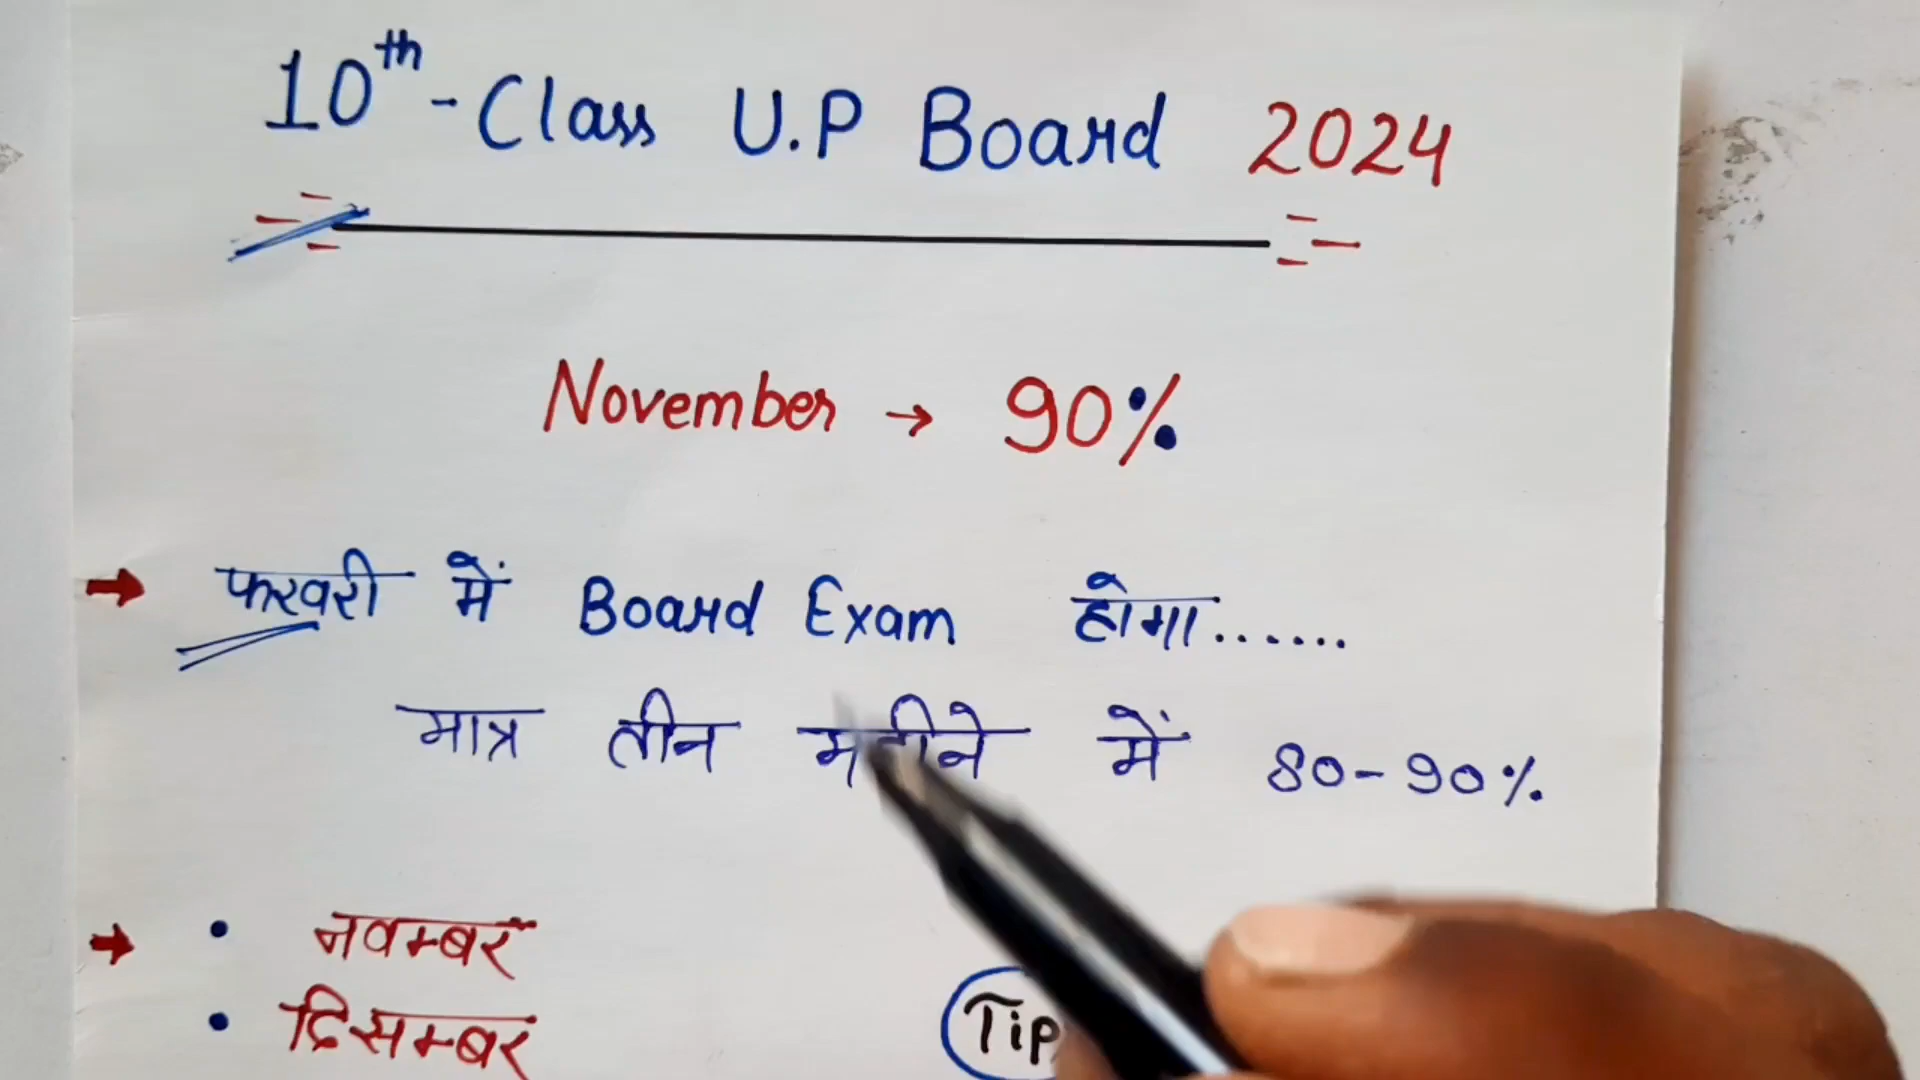 10th - Class U.P Board 2024
November → 90%
→ फरवरी में Board Exam होगा......
मात्र तीन महीने में 80-90%
→ • नवम्बर
• दिसम्बर